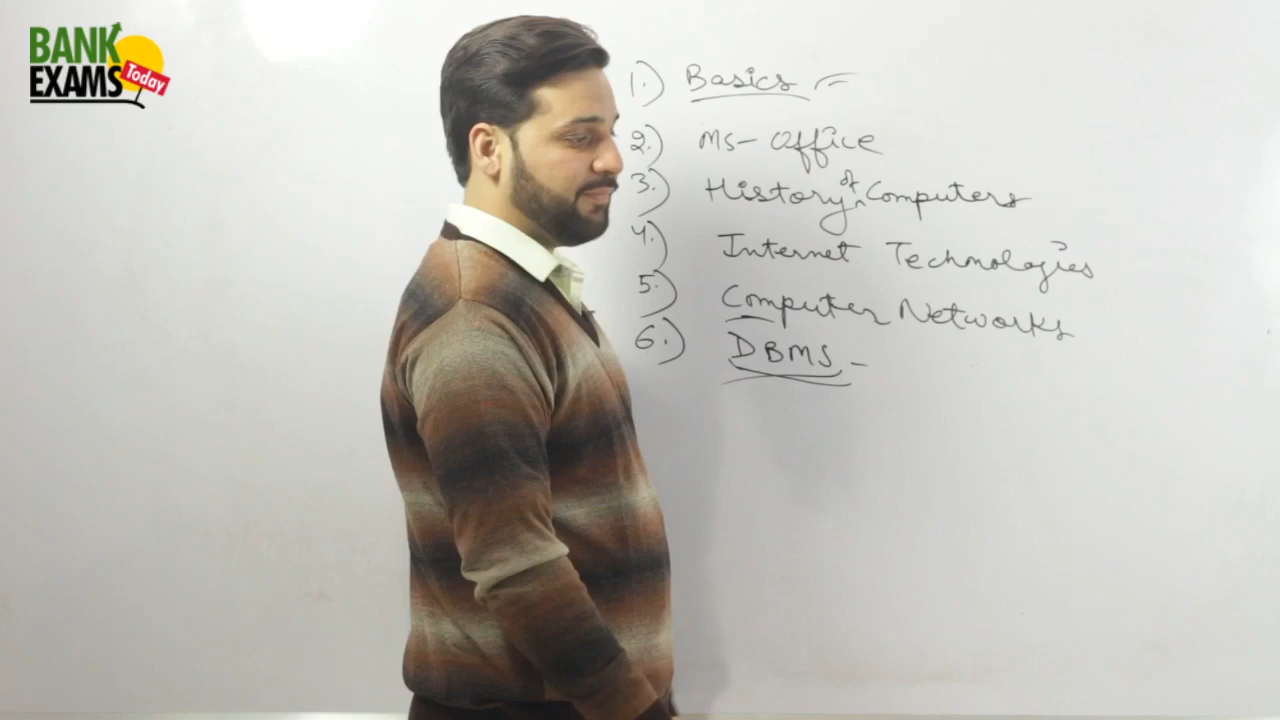 BANK
EXAMS
Today
1.) Basics -
2.) MS-Office
3.) History of Computers
4.) Internet Technologies
5.) Computer Networks
6.) DBMS -